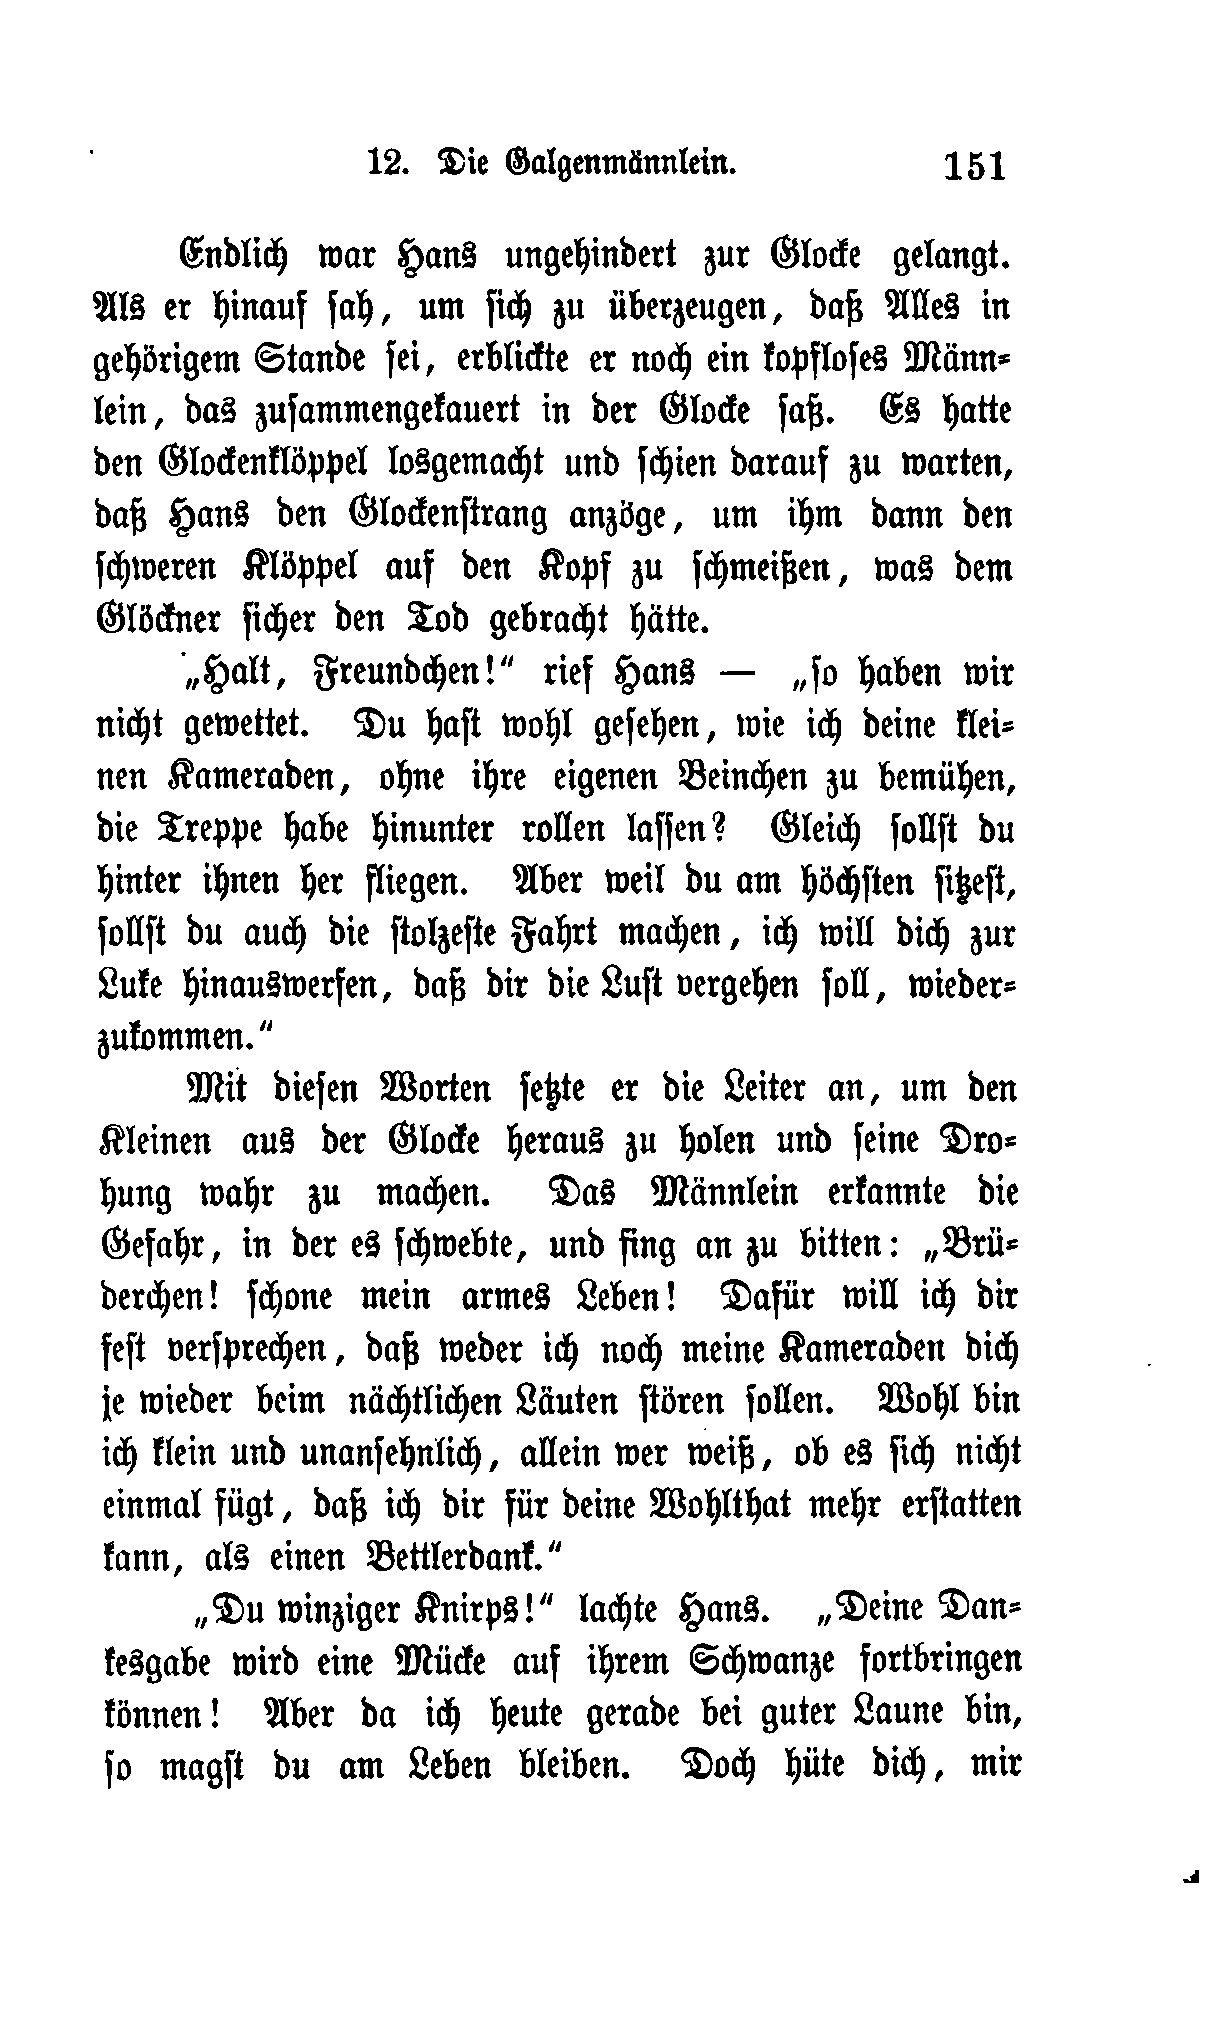 12. Die Galgenmännlein. 151
Endlich war Hans ungehindert zur Glocke gelangt.
Als er hinauf sah, um sich zu überzeugen, daß Alles in
gehörigem Stande sei, erblickte er noch ein kopfloses Männ=
lein, das zusammengekauert in der Glocke saß. Es hatte
den Glockenklöppel losgemacht und schien darauf zu warten,
daß Hans den Glockenstrang anzöge, um ihm dann den
schweren Klöppel auf den Kopf zu schmeißen, was dem
Glöckner sicher den Tod gebracht hätte.
„Halt, Freundchen!“ rief Hans — „so haben wir
nicht gewettet. Du hast wohl gesehen, wie ich deine klei=
nen Kameraden, ohne ihre eigenen Beinchen zu bemühen,
die Treppe habe hinunter rollen lassen? Gleich sollst du
hinter ihnen her fliegen. Aber weil du am höchsten sitzest,
sollst du auch die stolzeste Fahrt machen, ich will dich zur
Luke hinauswerfen, daß dir die Lust vergehen soll, wieder=
zukommen.“
Mit diesen Worten setzte er die Leiter an, um den
Kleinen aus der Glocke heraus zu holen und seine Dro=
hung wahr zu machen. Das Männlein erkannte die
Gefahr, in der es schwebte, und fing an zu bitten: „Brü=
derchen! schone mein armes Leben! Dafür will ich dir
fest versprechen, daß weder ich noch meine Kameraden dich
je wieder beim nächtlichen Läuten stören sollen. Wohl bin
ich klein und unansehnlich, allein wer weiß, ob es sich nicht
einmal fügt, daß ich dir für deine Wohlthat mehr erstatten
kann, als einen Bettlerdank.“
„Du winziger Knirps!“ lachte Hans. „Deine Dan=
kesgabe wird eine Mücke auf ihrem Schwanze fortbringen
können! Aber da ich heute gerade bei guter Laune bin,
so magst du am Leben bleiben. Doch hüte dich, mir